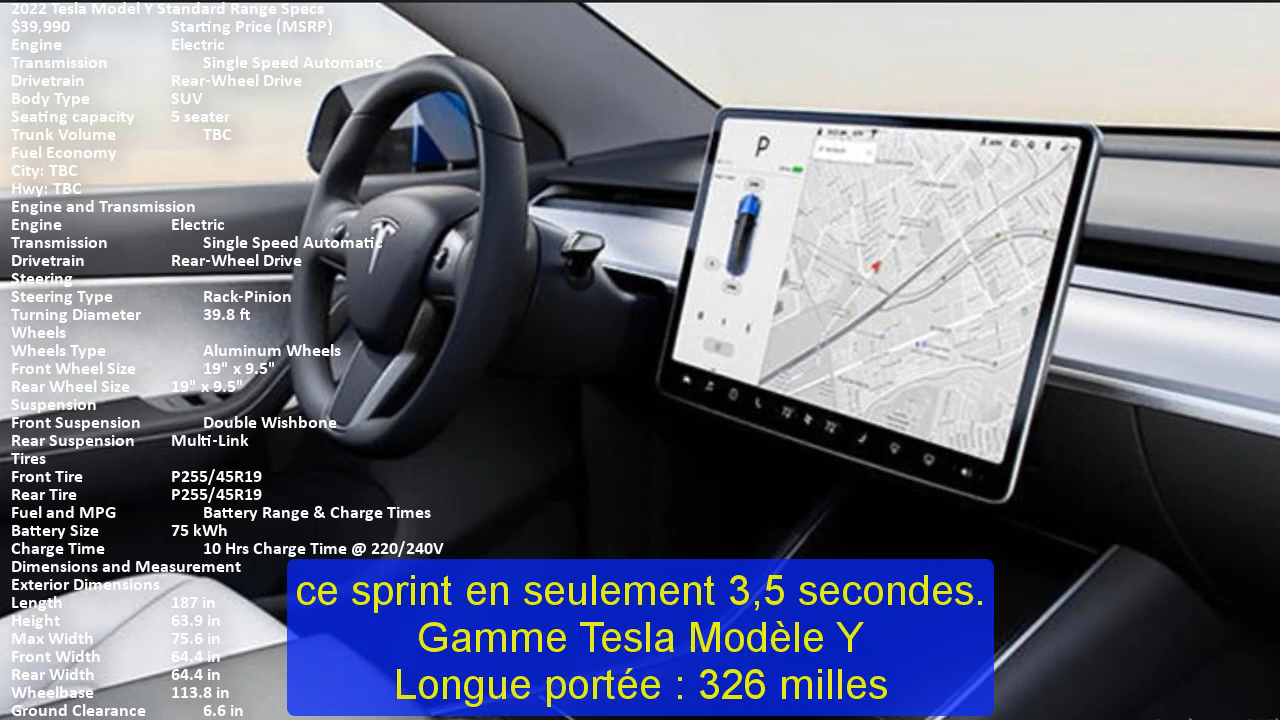 2022 Tesla Model Y Standard Range Specs
$39,990 Starting Price (MSRP)
Engine Electric
Transmission Single Speed Automatic
Drivetrain Rear-Wheel Drive
Body Type SUV
Seating capacity 5 seater
Trunk Volume TBC
Fuel Economy
City: TBC
Hwy: TBC
Engine and Transmission
Engine Electric
Transmission Single Speed Automatic
Drivetrain Rear-Wheel Drive
Steering
Steering Type Rack-Pinion
Turning Diameter 39.8 ft
Wheels
Wheels Type Aluminum Wheels
Front Wheel Size 19" x 9.5"
Rear Wheel Size 19" x 9.5"
Suspension
Front Suspension Double Wishbone
Rear Suspension Multi-Link
Tires
Front Tire P255/45R19
Rear Tire P255/45R19
Fuel and MPG Battery Range & Charge Times
Battery Size 75 kWh
Charge Time 10 Hrs Charge Time @ 220/240V
Dimensions and Measurement
Exterior Dimensions
Length 187 in
Height 63.9 in
Max Width 75.6 in
Front Width 64.4 in
Rear Width 64.4 in
Wheelbase 113.8 in
Ground Clearance 6.6 in
P
ce sprint en seulement 3,5 secondes.
Gamme Tesla Modèle Y
Longue portée : 326 milles